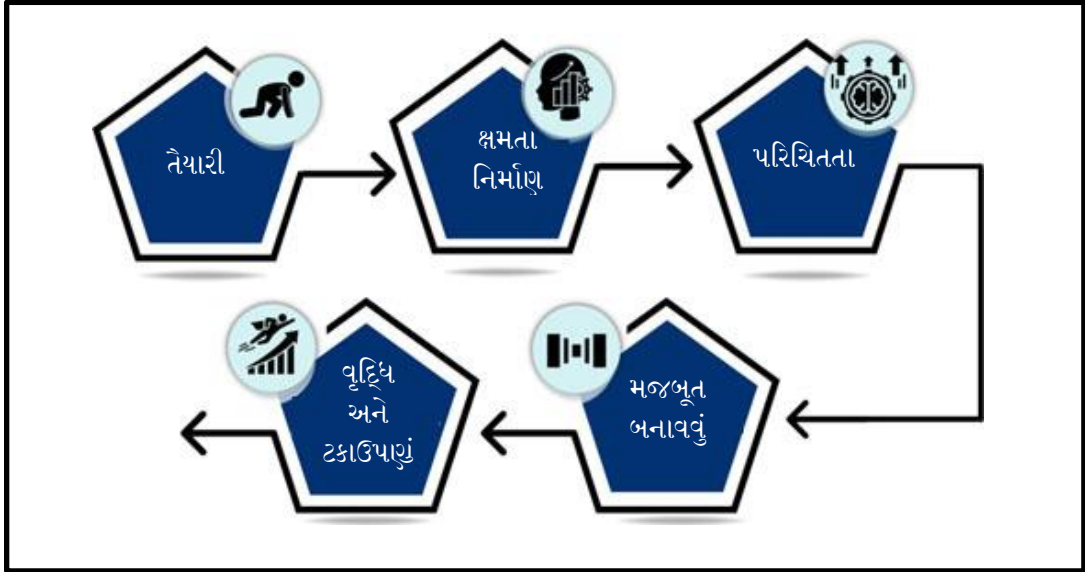 તૈયારી
ક્ષમતા
નિર્માણ
પરિચિતતા
મજબૂત
બનાવવું
વૃદ્ધિ
અને
ટકાઉપણું